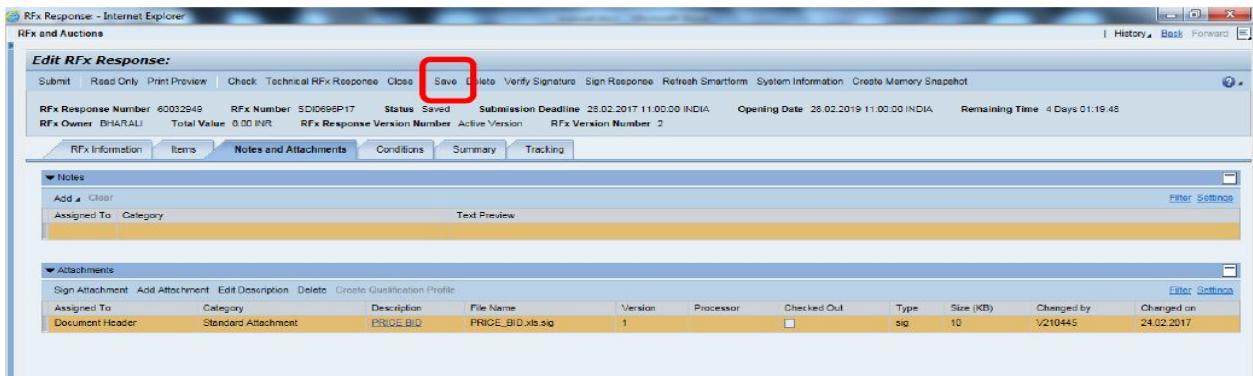 RFx Response: - Internet Explorer
RFx and Auctions | History Back Forward
Edit RFx Response:
Submit | Read Only Print Preview | Check Technical RFx Response Close | Save Delete Verify Signature Sign Response Refresh Smartform System Information Create Memory Snapshot
RFx Response Number 60032949 RFx Number SDI0696P17 Status Saved Submission Deadline 28.02.2017 11:00:00 INDIA Opening Date 28.02.2019 11:00:00 INDIA Remaining Time 4 Days 01:19:48
RFx Owner BHARALI Total Value 0.00 INR RFx Response Version Number Active Version RFx Version Number 2
RFx Information Items Notes and Attachments Conditions Summary Tracking
Notes
Add Clear Filter Settings
Assigned To Category Text Preview
Attachments
Sign Attachment Add Attachment Edit Description Delete Create Qualification Profile Filter Settings
Assigned To Category Description File Name Version Processor Checked Out Type Size (KB) Changed by Changed on
Document Header Standard Attachment PRICE BID PRICE_BID.xls.sig 1 sig 10 V210445 24.02.2017